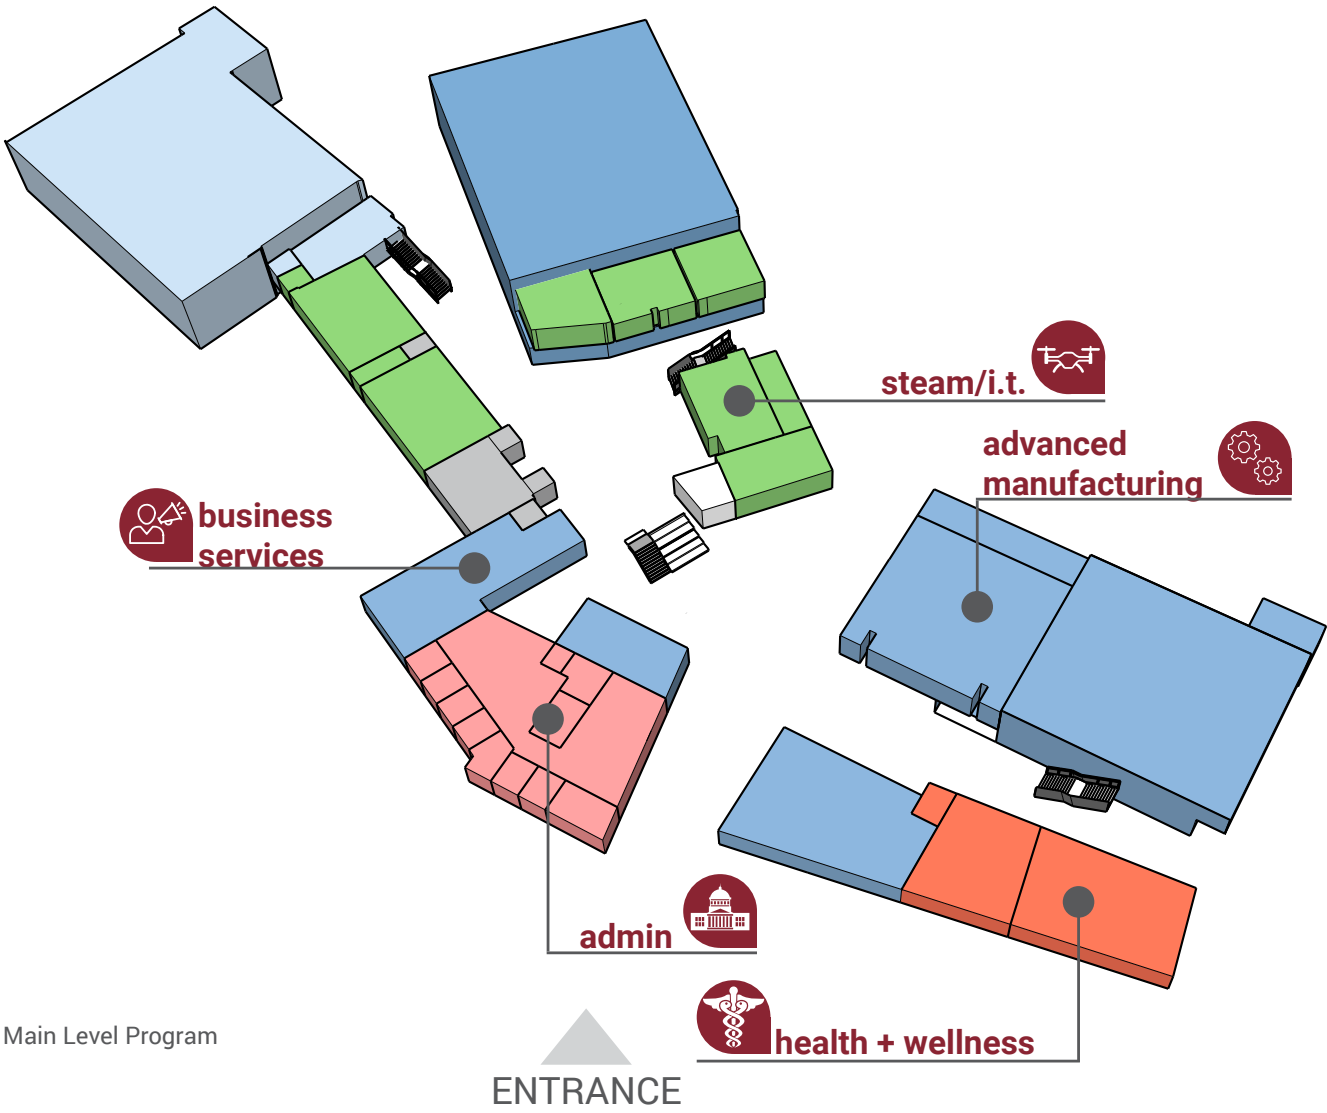 steam/i.t.
advanced
manufacturing
business
services
admin
health + wellness
Main Level Program
ENTRANCE